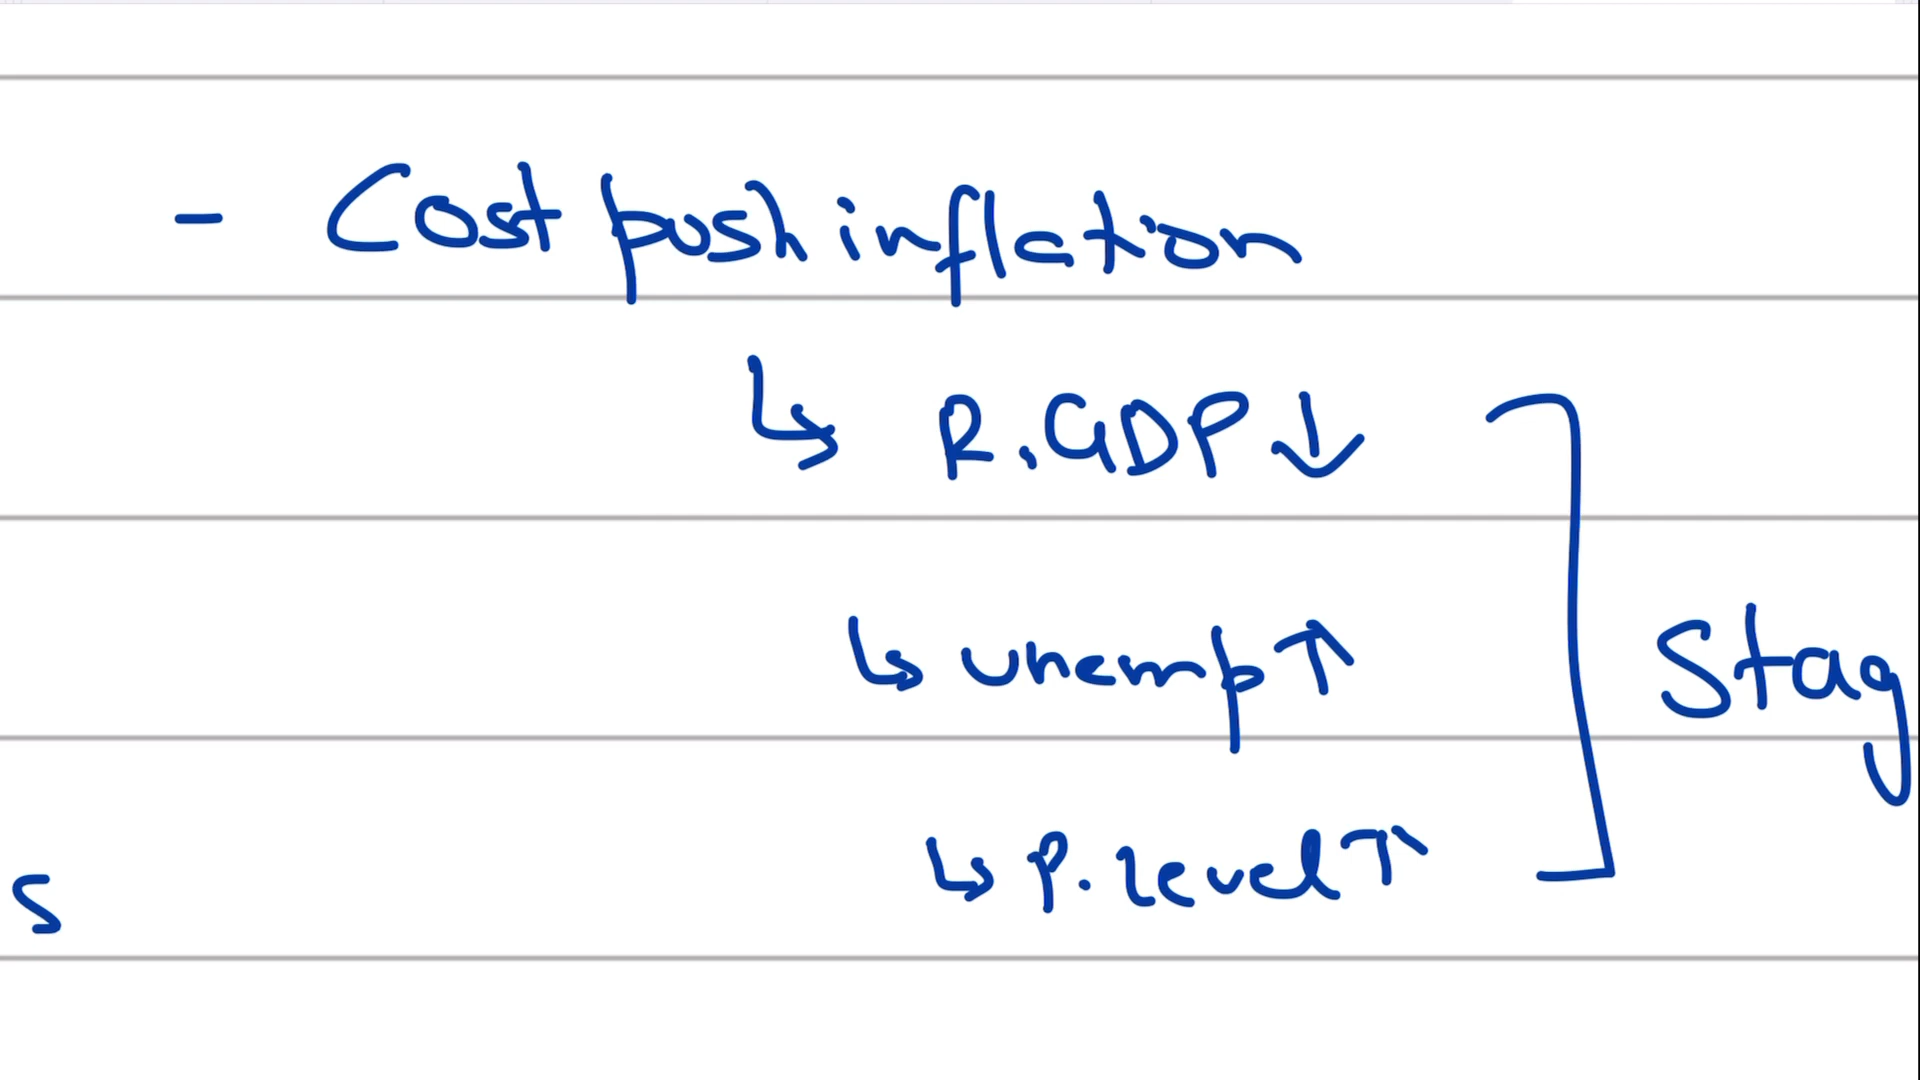 - Cost push inflation
↳ R.GDP ↓
↳ unemp ↑
Stag
↳ P. level ↑
s